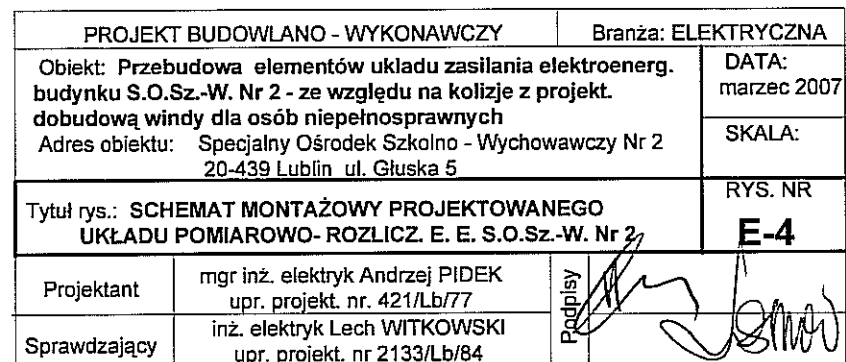 PROJEKT BUDOWLANO - WYKONAWCZY
Branża: ELEKTRYCZNA
Obiekt: Przebudowa elementów układu zasilania elektroenerg.
budynku S.O.Sz.-W. Nr 2 - ze względu na kolizje z projekt.
dobudową windy dla osób niepełnosprawnych
Adres obiektu: Specjalny Ośrodek Szkolno - Wychowawczy Nr 2
20-439 Lublin ul. Głuska 5
DATA:
marzec 2007
SKALA:
Tytuł rys.: SCHEMAT MONTAŻOWY PROJEKTOWANEGO
UKŁADU POMIAROWO- ROZLICZ. E. E. S.O.Sz.-W. Nr 2
RYS. NR
E-4
Projektant
mgr inż. elektryk Andrzej PIDEK
upr. projekt. nr. 421/Lb/77
Podpisy
Sprawdzający
inż. elektryk Lech WITKOWSKI
upr. projekt. nr 2133/Lb/84